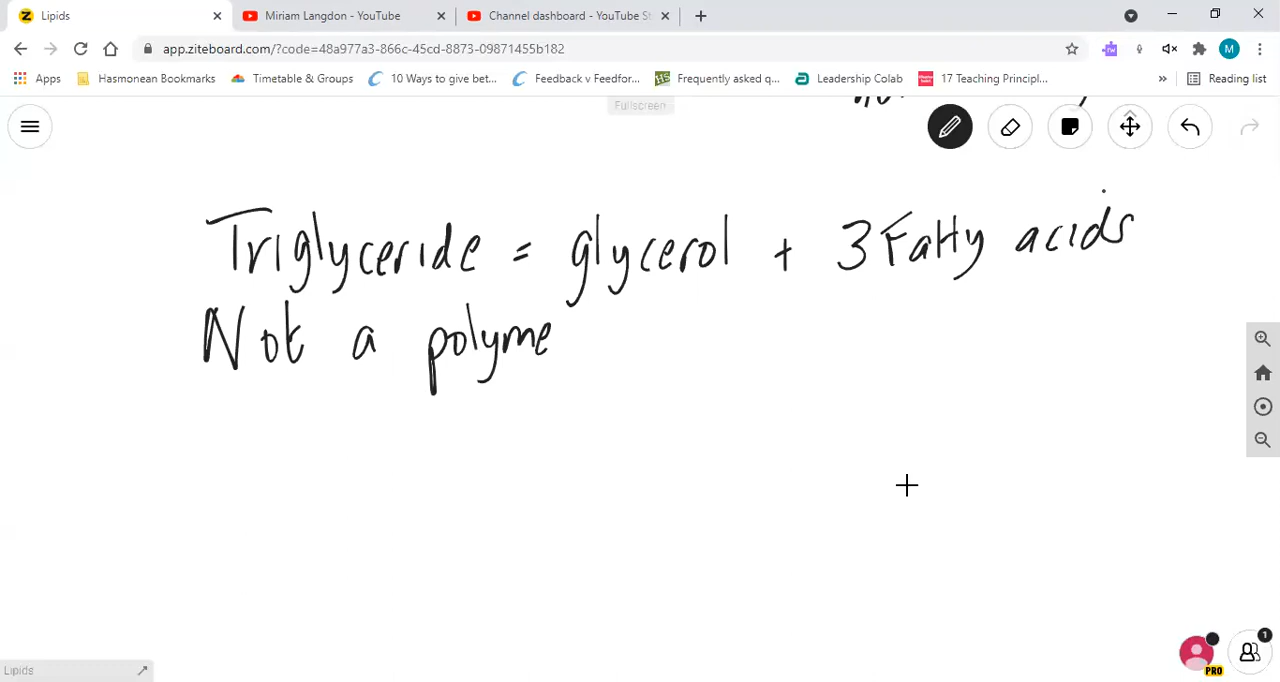 Lipids
Miriam Langdon - YouTube
Channel dashboard - YouTube St
app.ziteboard.com/?code=48a977a3-866c-45cd-8873-09871455b182
M
Apps
Hasmonean Bookmarks
Timetable & Groups
10 Ways to give bet...
Feedback v Feedfor...
Frequently asked q...
Leadership Colab
17 Teaching Principl...
»
Reading list
Fullscreen
Triglyceride = glycerol + 3 Fatty acids
Not a polyme
Lipids
PRO
1